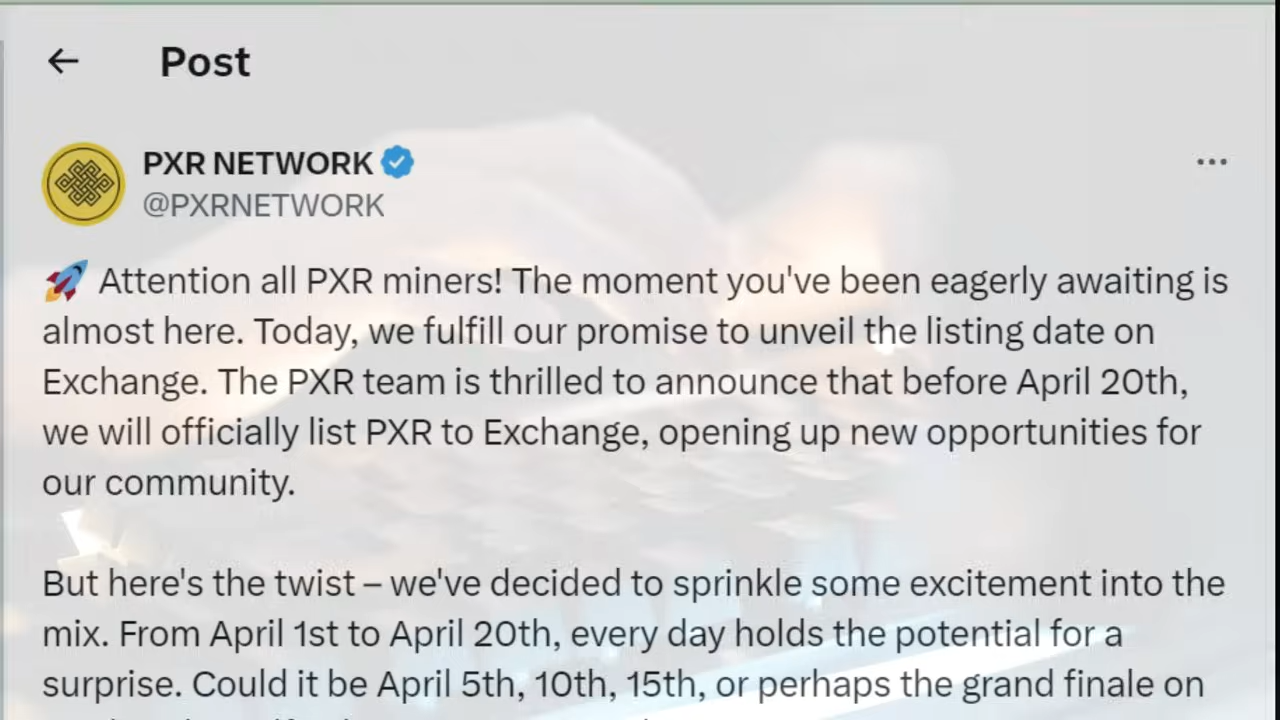 Post
PXR NETWORK
@PXRNETWORK
🚀 Attention all PXR miners! The moment you've been eagerly awaiting is
almost here. Today, we fulfill our promise to unveil the listing date on
Exchange. The PXR team is thrilled to announce that before April 20th,
we will officially list PXR to Exchange, opening up new opportunities for
our community.
But here's the twist – we've decided to sprinkle some excitement into the
mix. From April 1st to April 20th, every day holds the potential for a
surprise. Could it be April 5th, 10th, 15th, or perhaps the grand finale on